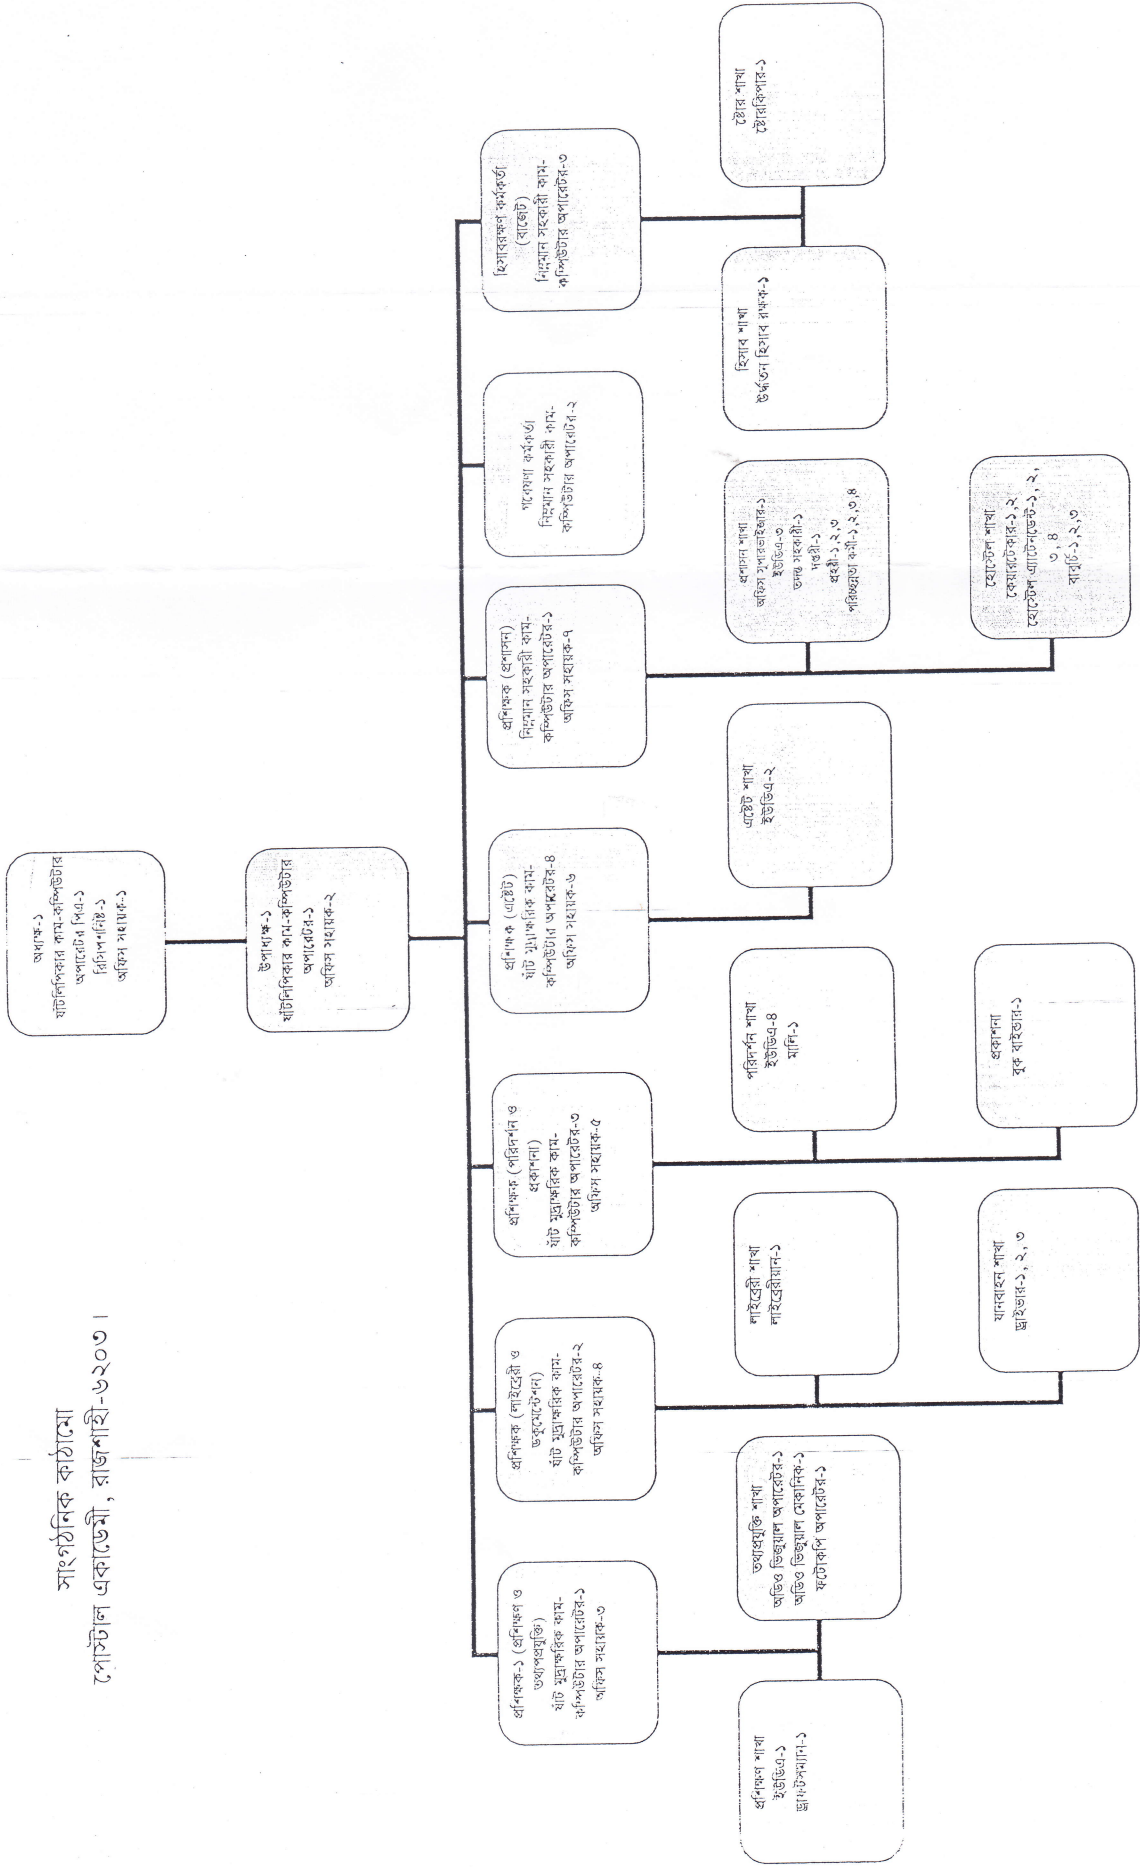 সাংগঠনিক কাঠামো
পোস্টাল একাডেমী, রাজশাহী-৬২০৩।
অধ্যক্ষ-১
ষাঁটলিপিকার কাম-কম্পিউটার
অপারেটর পিএ-১
রিসিপশনিষ্ট-১
অফিস সহায়ক-১
উপাধ্যক্ষ-১
ষাঁটলিপিকার কাম-কম্পিউটার
অপারেটর-১
অফিস সহায়ক-২
প্রশিক্ষক-১ (প্রশিক্ষণ ও
তথ্যপ্রযুক্তি)
ষাঁট মুদ্রাক্ষরিক কাম-
কম্পিউটার অপারেটর-১
অফিস সহায়ক-৩
প্রশিক্ষক (লাইব্রেরী ও
ডকুমেন্টেশন)
ষাঁট মুদ্রাক্ষরিক কাম-
কম্পিউটার অপারেটর-২
অফিস সহায়ক-৪
প্রশিক্ষক (পরিদর্শন ও
প্রকাশনা)
ষাঁট মুদ্রাক্ষরিক কাম-
কম্পিউটার অপারেটর-৩
অফিস সহায়ক-৫
প্রশিক্ষক (এষ্টেট)
ষাঁট মুদ্রাক্ষরিক কাম-
কম্পিউটার অপারেটর-৪
অফিস সহায়ক-৬
প্রশিক্ষক (প্রশাসন)
নিম্নমান সহকারী কাম-
কম্পিউটার অপারেটর-১
অফিস সহায়ক-৭
গবেষণা কর্মকর্তা
নিম্নমান সহকারী কাম-
কম্পিউটার অপারেটর-২
হিসাবরক্ষণ কর্মকর্তা
(বাজেট)
নিম্নমান সহকারী কাম-
কম্পিউটার অপারেটর-৩
প্রশিক্ষণ শাখা
ইউডিএ-১
ড্রাফটসম্যান-১
তথ্যপ্রযুক্তি শাখা
অডিও ভিজুয়াল অপারেটর-১
অডিও ভিজুয়াল মেকানিক-১
ফটোকপি অপারেটর-১
লাইব্রেরী শাখা
লাইব্রেরীয়ান-১
পরিদর্শন শাখা
ইউডিএ-৪
মালি-১
এষ্টেট শাখা
ইউডিএ-২
প্রশাসন শাখা
অফিস সুপারভাইজার-১
ইউডিএ-৩
তদন্ত সহকারী-১
দপ্তরী-১
প্রহরী-১,২,৩
পরিচ্ছন্নতা কর্মী-১,২,৩,৪
হিসাব শাখা
উর্দ্ধতন হিসাব রক্ষক-১
ষ্টোর শাখা
ষ্টোরকিপার-১
যানবাহন শাখা
ড্রাইভার-১, ২, ৩
প্রকাশনা
বুক বাইন্ডার-১
হোস্টেল শাখা
কেয়ারটেকার-১,২
হোস্টেল এ্যাটেনডেন্ট-১, ২,
৩, ৪
বাবুর্চি-১,২,৩